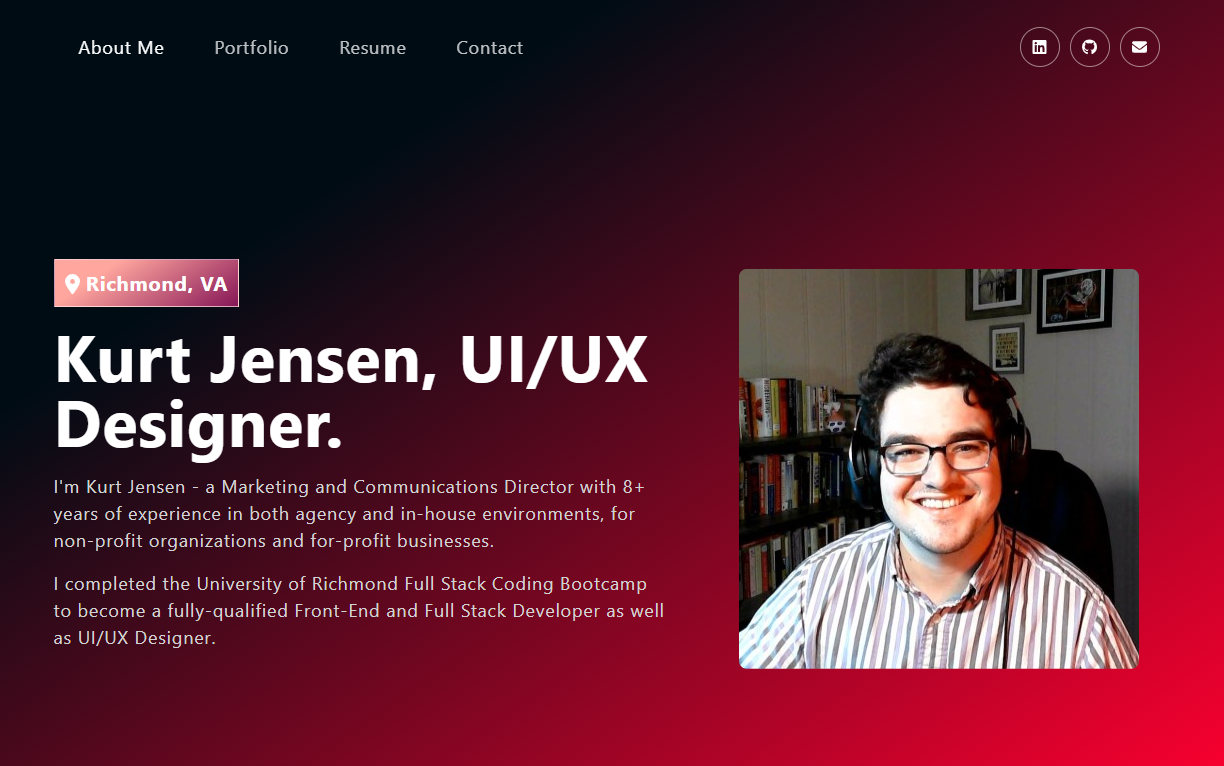 About Me Portfolio Resume Contact
Richmond, VA
Kurt Jensen, UI/UX
Designer.
I'm Kurt Jensen - a Marketing and Communications Director with 8+
years of experience In both agency and in-house environments, for
non-profit organizations and for-profit businesses.
I completed the University of Richmond Full Stack Coding Bootcamp
to become a fully-qualified Front-End and Full Stack Developer as well
as UI/UX Designer.